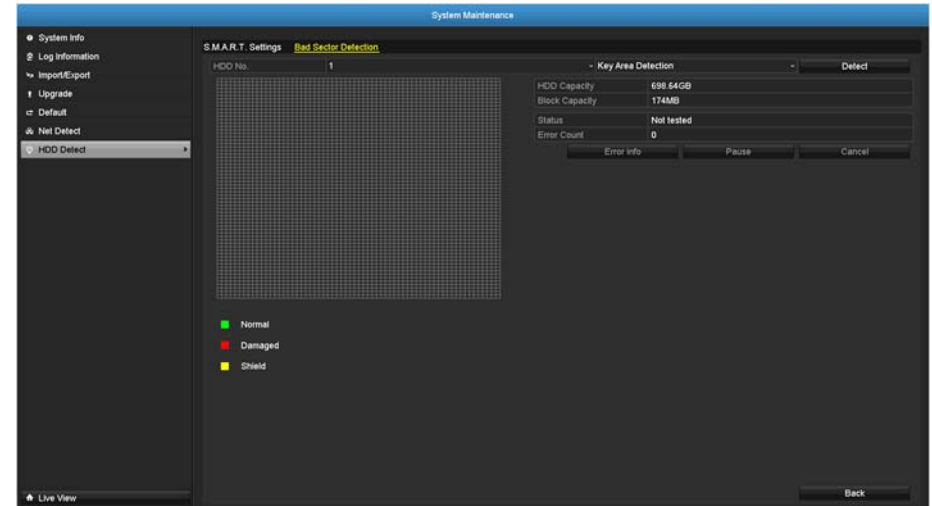 System Maintenance
System Info
Log Information
Import/Export
Upgrade
Default
Net Detect
HDD Detect
Live View
S.M.A.R.T. Settings Bad Sector Detection
HDD No. 1 Key Area Detection Detect
HDD Capacity 698.64GB
Block Capacity 174MB
Status Not tested
Error Count 0
Error info Pause Cancel
Normal
Damaged
Shield
Back